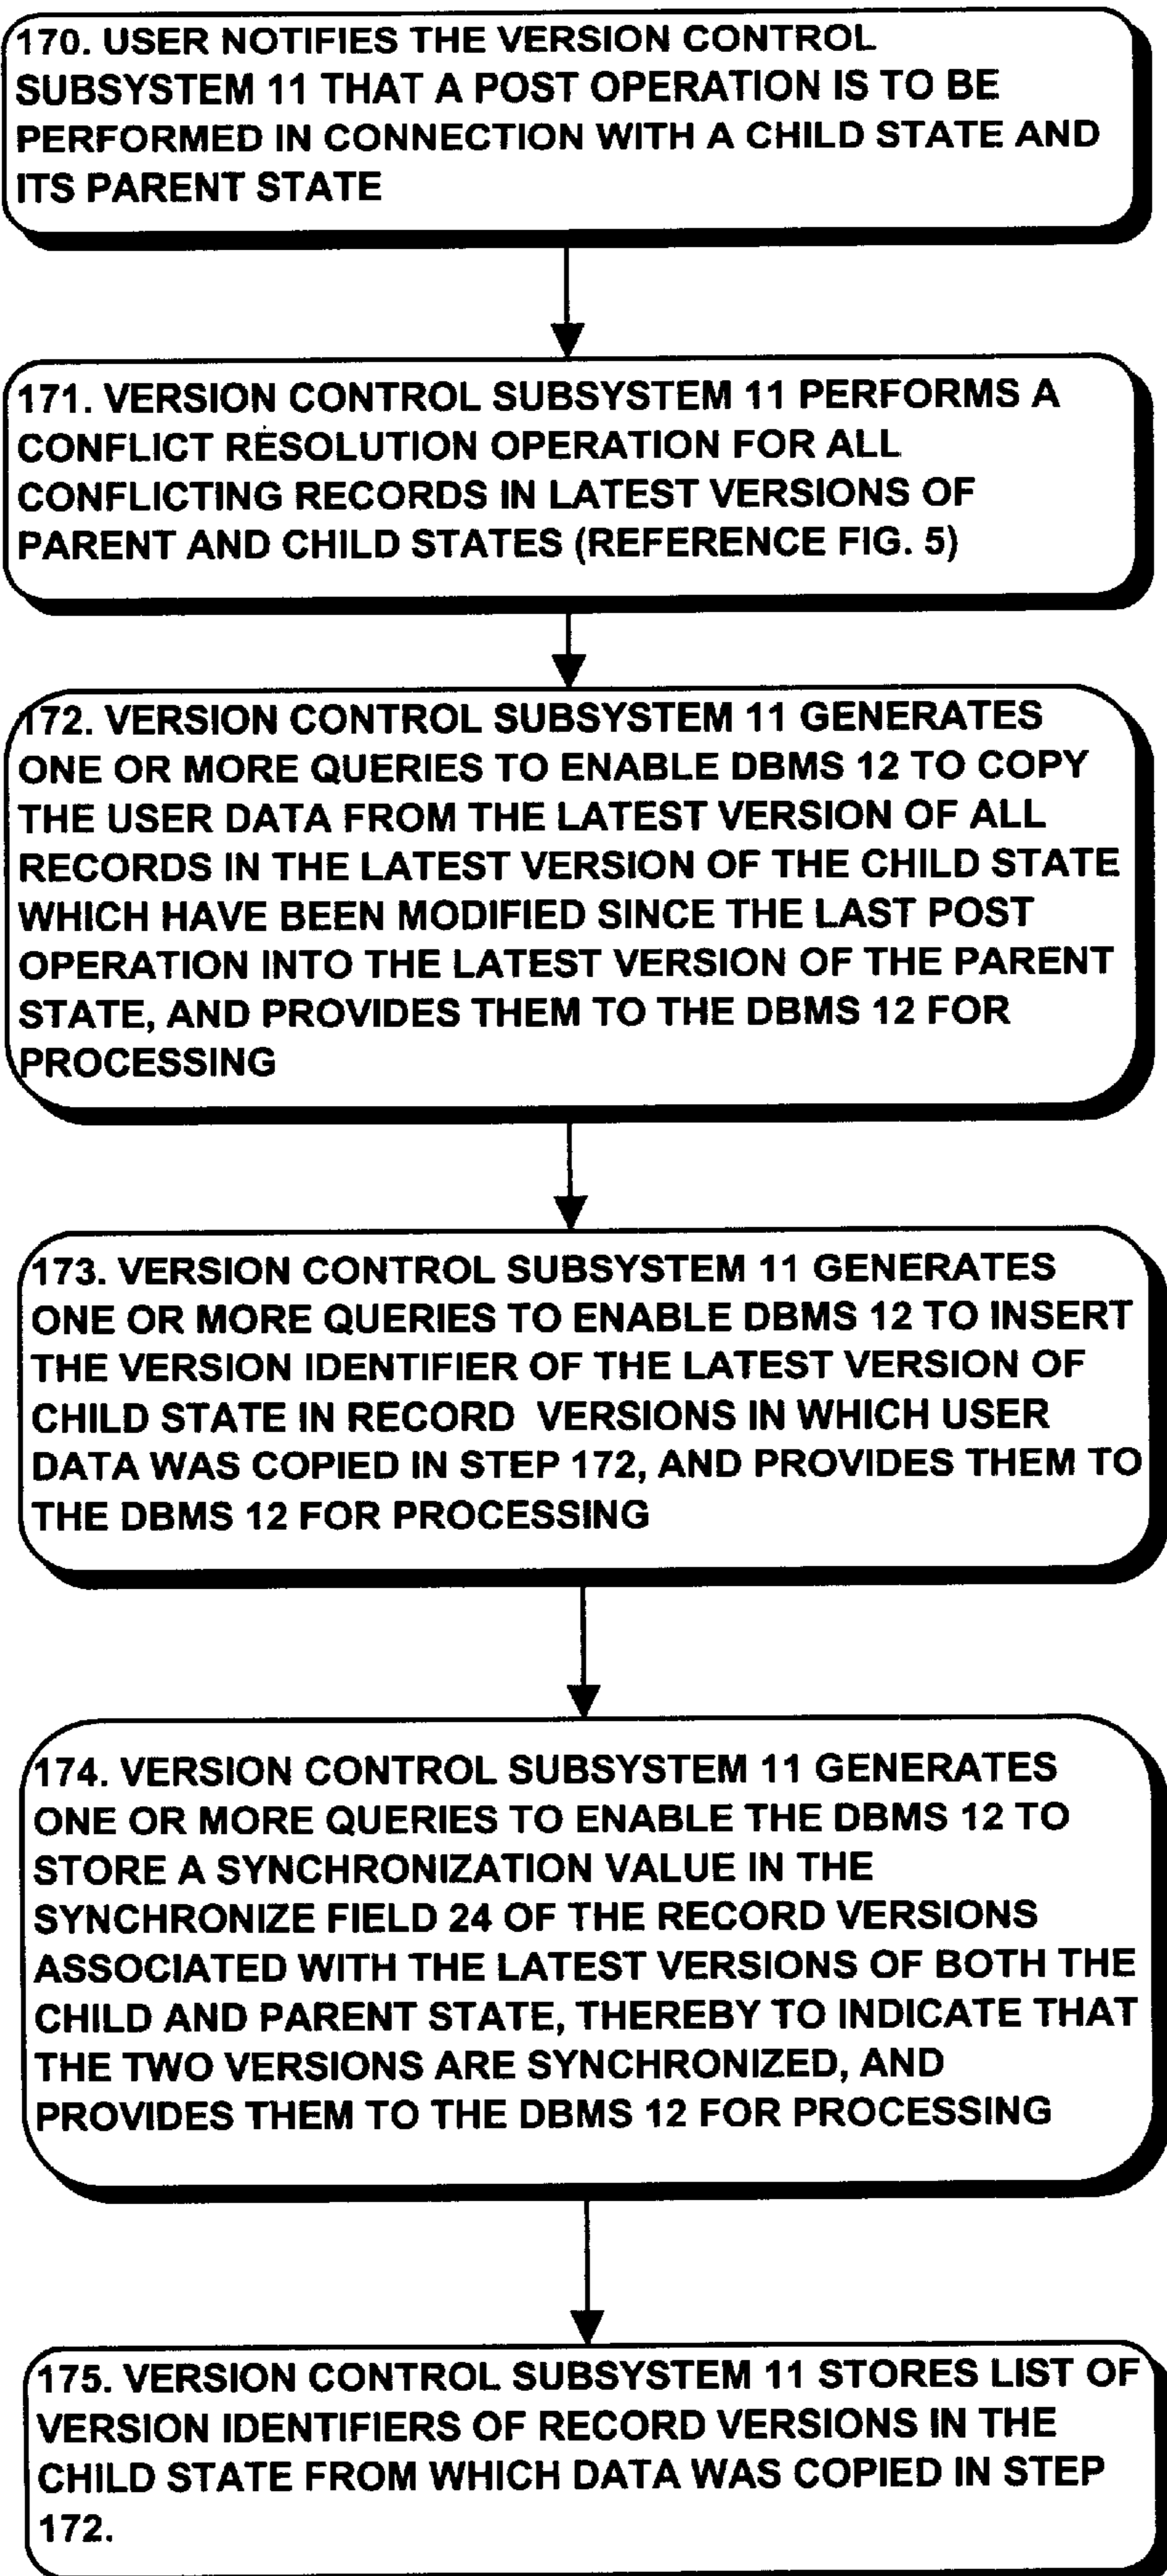 170. USER NOTIFIES THE VERSION CONTROL
SUBSYSTEM 11 THAT A POST OPERATION IS TO BE
PERFORMED IN CONNECTION WITH A CHILD STATE AND
ITS PARENT STATE
171. VERSION CONTROL SUBSYSTEM 11 PERFORMS A
CONFLICT RESOLUTION OPERATION FOR ALL
CONFLICTING RECORDS IN LATEST VERSIONS OF
PARENT AND CHILD STATES (REFERENCE FIG. 5)
172. VERSION CONTROL SUBSYSTEM 11 GENERATES
ONE OR MORE QUERIES TO ENABLE DBMS 12 TO COPY
THE USER DATA FROM THE LATEST VERSION OF ALL
RECORDS IN THE LATEST VERSION OF THE CHILD STATE
WHICH HAVE BEEN MODIFIED SINCE THE LAST POST
OPERATION INTO THE LATEST VERSION OF THE PARENT
STATE, AND PROVIDES THEM TO THE DBMS 12 FOR
PROCESSING
173. VERSION CONTROL SUBSYSTEM 11 GENERATES
ONE OR MORE QUERIES TO ENABLE DBMS 12 TO INSERT
THE VERSION IDENTIFIER OF THE LATEST VERSION OF
CHILD STATE IN RECORD VERSIONS IN WHICH USER
DATA WAS COPIED IN STEP 172, AND PROVIDES THEM TO
THE DBMS 12 FOR PROCESSING
174. VERSION CONTROL SUBSYSTEM 11 GENERATES
ONE OR MORE QUERIES TO ENABLE THE DBMS 12 TO
STORE A SYNCHRONIZATION VALUE IN THE
SYNCHRONIZE FIELD 24 OF THE RECORD VERSIONS
ASSOCIATED WITH THE LATEST VERSIONS OF BOTH THE
CHILD AND PARENT STATE, THEREBY TO INDICATE THAT
THE TWO VERSIONS ARE SYNCHRONIZED, AND
PROVIDES THEM TO THE DBMS 12 FOR PROCESSING
175. VERSION CONTROL SUBSYSTEM 11 STORES LIST OF
VERSION IDENTIFIERS OF RECORD VERSIONS IN THE
CHILD STATE FROM WHICH DATA WAS COPIED IN STEP
172.